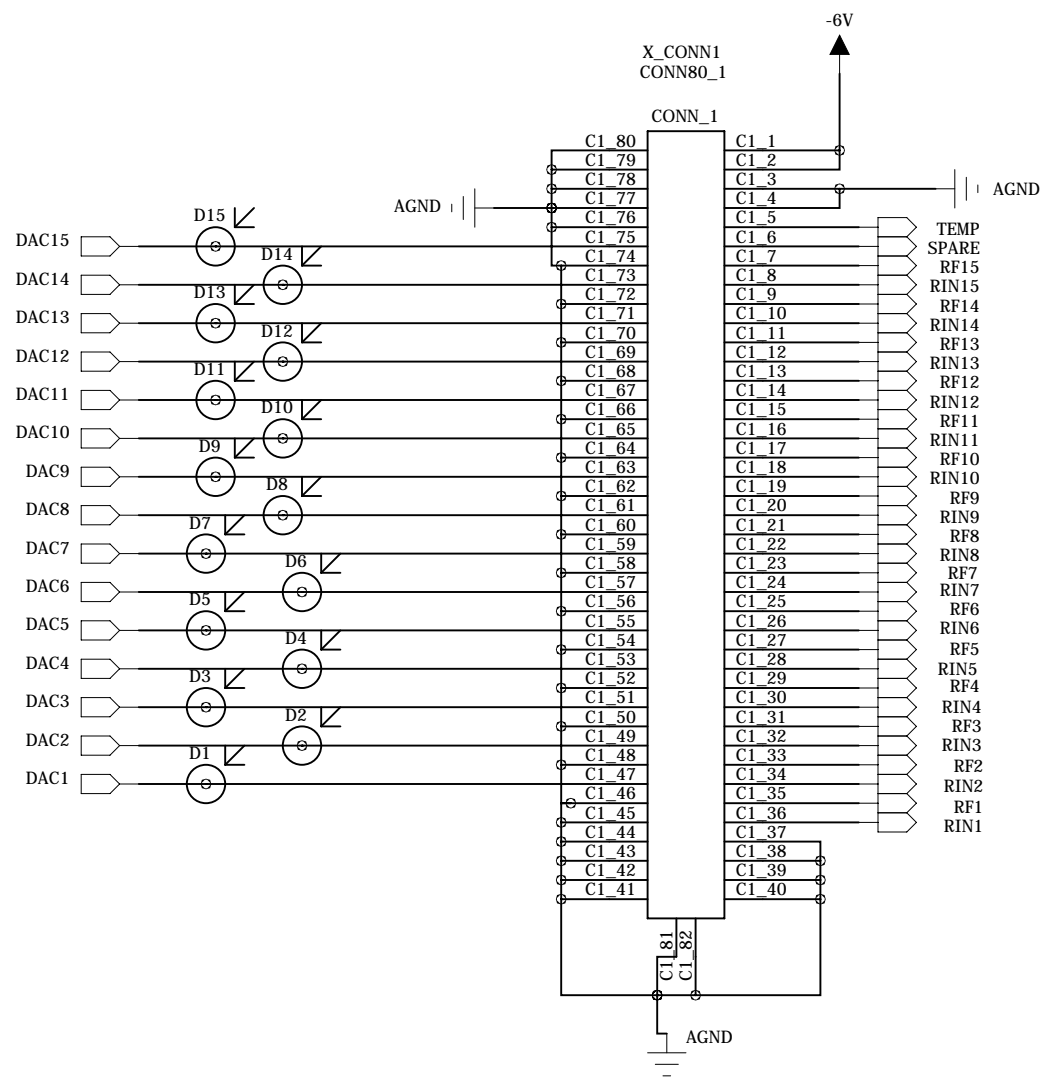 -6V
X_CONN1
CONN80_1
CONN_1
C1_80 C1_1
C1_79 C1_2
C1_78 C1_3
AGND C1_77 C1_4 AGND
D15 C1_76 C1_5 TEMP
DAC15 C1_75 C1_6 SPARE
D14 C1_74 C1_7 RF15
DAC14 C1_73 C1_8 RIN15
D13 C1_72 C1_9 RF14
DAC13 C1_71 C1_10 RIN14
D12 C1_70 C1_11 RF13
DAC12 C1_69 C1_12 RIN13
D11 C1_68 C1_13 RF12
DAC11 C1_67 C1_14 RIN12
D10 C1_66 C1_15 RF11
DAC10 C1_65 C1_16 RIN11
D9 C1_64 C1_17 RF10
DAC9 C1_63 C1_18 RIN10
D8 C1_62 C1_19 RF9
DAC8 C1_61 C1_20 RIN9
D7 C1_60 C1_21 RF8
DAC7 C1_59 C1_22 RIN8
D6 C1_58 C1_23 RF7
DAC6 C1_57 C1_24 RIN7
D5 C1_56 C1_25 RF6
DAC5 C1_55 C1_26 RIN6
D4 C1_54 C1_27 RF5
DAC4 C1_53 C1_28 RIN5
D3 C1_52 C1_29 RF4
DAC3 C1_51 C1_30 RIN4
D2 C1_50 C1_31 RF3
DAC2 C1_49 C1_32 RIN3
D1 C1_48 C1_33 RF2
DAC1 C1_47 C1_34 RIN2
C1_46 C1_35 RF1
C1_45 C1_36 RIN1
C1_44 C1_37
C1_43 C1_38
C1_42 C1_39
C1_41 C1_40
C1_81 C1_82
AGND